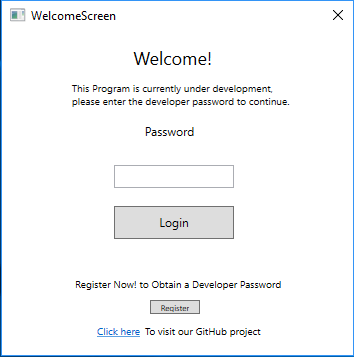 WelcomeScreen
Welcome!
This Program is currently under development,
please enter the developer password to continue.
Password
Login
Register Now! to Obtain a Developer Password
Register
Click here To visit our GitHub project